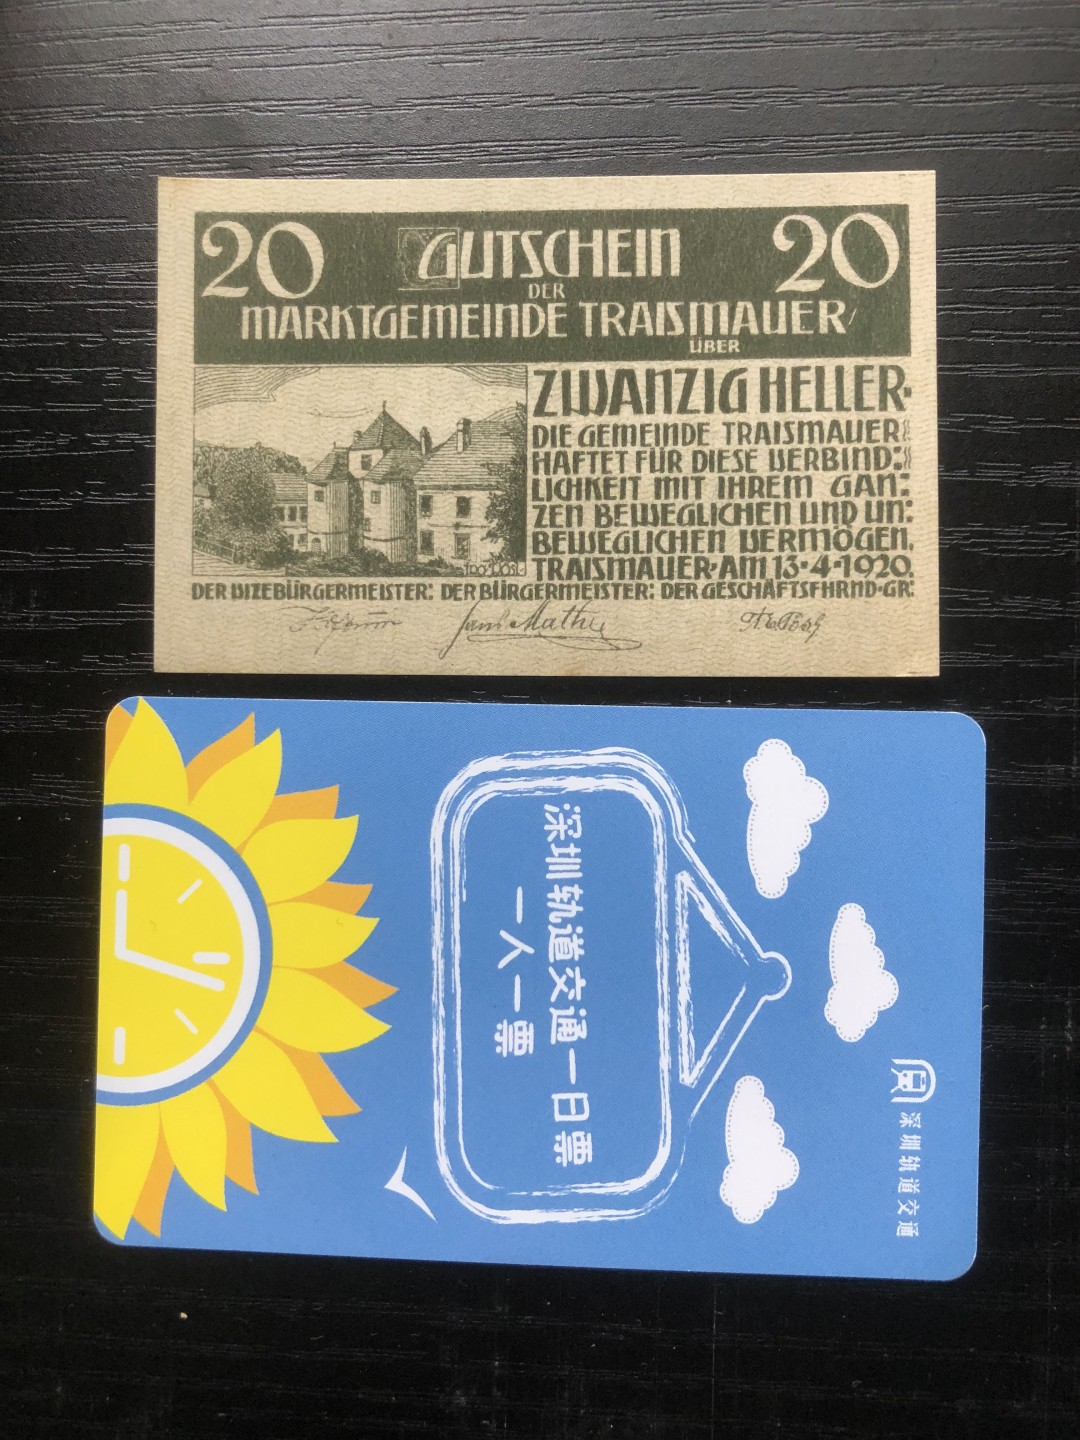 20
GUTSCHEIN
20
DER
MARKTGEMEINDE TRAISMAUER
ÜBER
ZWANZIG HELLER
DIE GEMEINDE TRAISMAUER
HAFTET FÜR DIESE VERBIND:
LICHKEIT MIT IHREM GAN:
ZEN BEWEGLICHEN UND UN:
BEWEGLICHEN VERMÖGEN.
TRAISMAUER·AM 13·4·1920.
DER VIZEBÜRGERMEISTER: DER BÜRGERMEISTER: DER GESCHÄFTSFHRND·GR:
深圳轨道交通一日票
一人一票
深圳轨道交通